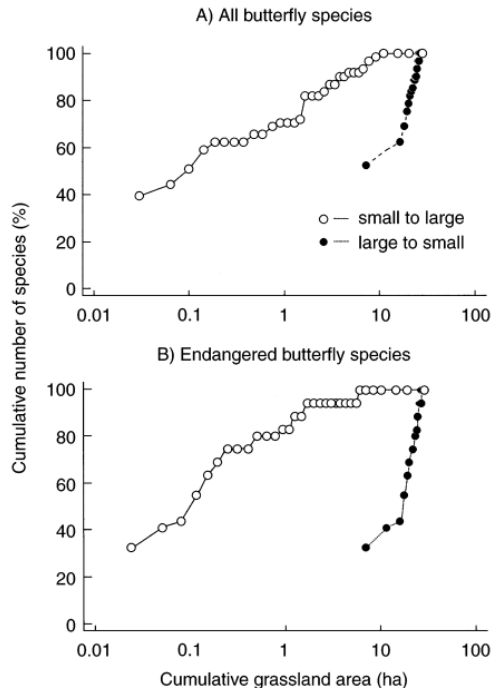 A) All butterfly species
100
80
60
40
20
0
small to large
large to small
0.01 0.1 1 10 100
Cumulative number of species (%)
B) Endangered butterfly species
100
80
60
40
20
0
0.01 0.1 1 10 100
Cumulative grassland area (ha)